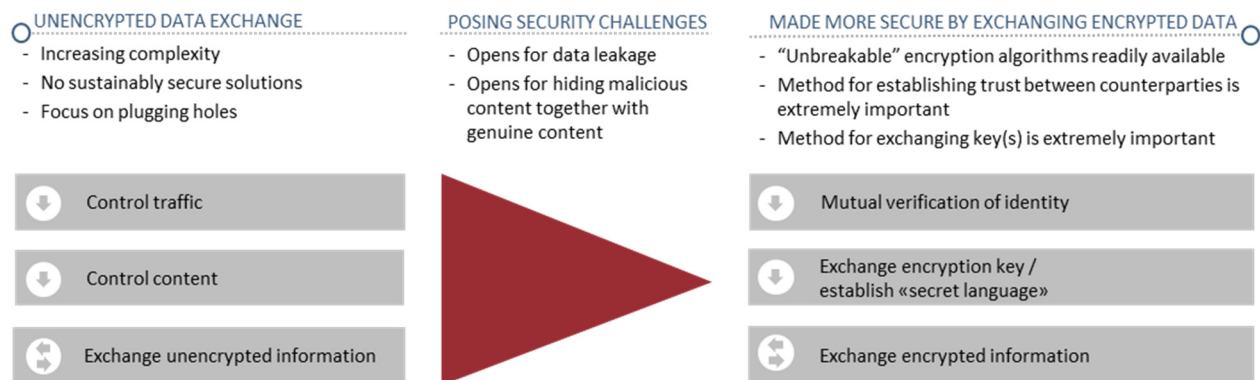 UNENCRYPTED DATA EXCHANGE
- Increasing complexity
- No sustainably secure solutions
- Focus on plugging holes
Control traffic
Control content
Exchange unencrypted information
POSING SECURITY CHALLENGES
- Opens for data leakage
- Opens for hiding malicious
content together with
genuine content
MADE MORE SECURE BY EXCHANGING ENCRYPTED DATA
- “Unbreakable” encryption algorithms readily available
- Method for establishing trust between counterparties is
extremely important
- Method for exchanging key(s) is extremely important
Mutual verification of identity
Exchange encryption key /
establish «secret language»
Exchange encrypted information